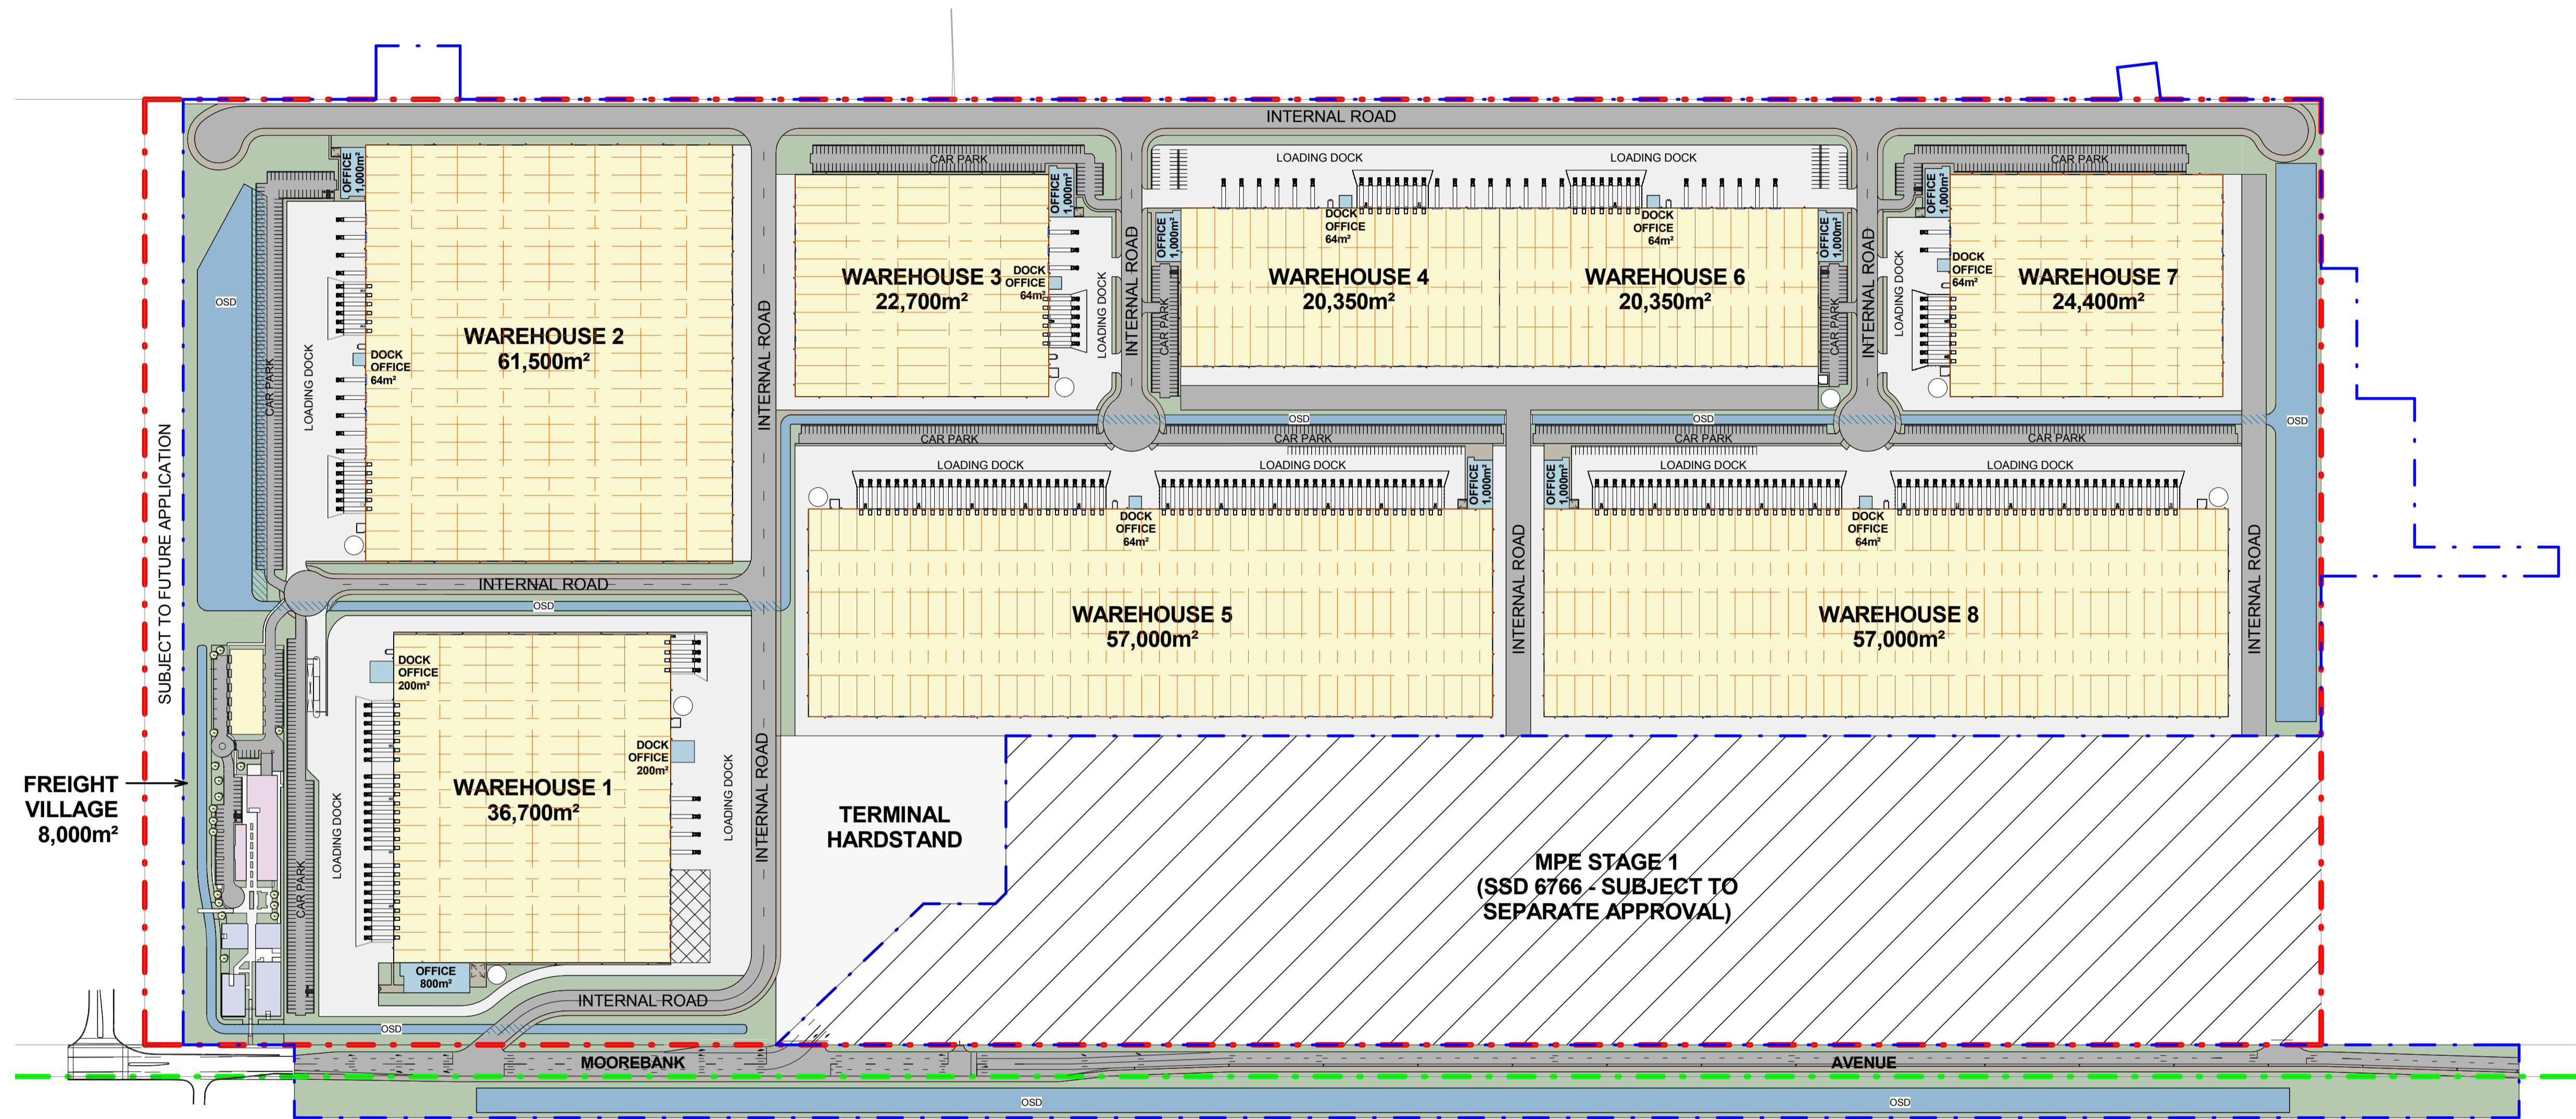 INTERNAL ROAD
OFFICE
1,000m²
CAR PARK
LOADING DOCK
OSD
WAREHOUSE 2
61,500m²
DOCK
OFFICE
64m²
SUBJECT TO FUTURE APPLICATION
INTERNAL ROAD
INTERNAL ROAD
OSD
CAR PARK
OFFICE
1,000m²
WAREHOUSE 3
22,700m²
DOCK
OFFICE
64m²
LOADING DOCK
INTERNAL ROAD
LOADING DOCK
LOADING DOCK
OFFICE
1,000m²
CAR PARK
DOCK
OFFICE
64m²
WAREHOUSE 4
20,350m²
DOCK
OFFICE
64m²
WAREHOUSE 6
20,350m²
OFFICE
1,000m²
CAR PARK
INTERNAL ROAD
CAR PARK
OFFICE
1,000m²
LOADING DOCK
DOCK
OFFICE
64m²
WAREHOUSE 7
24,400m²
OSD
OSD
OSD
CAR PARK
CAR PARK
CAR PARK
CAR PARK
LOADING DOCK
LOADING DOCK
OFFICE
1,000m²
DOCK
OFFICE
64m²
WAREHOUSE 5
57,000m²
INTERNAL ROAD
OFFICE
1,000m²
LOADING DOCK
LOADING DOCK
DOCK
OFFICE
64m²
WAREHOUSE 8
57,000m²
INTERNAL ROAD
FREIGHT
VILLAGE
8,000m²
CAR PARK
LOADING DOCK
DOCK
OFFICE
200m²
DOCK
OFFICE
200m²
WAREHOUSE 1
36,700m²
LOADING DOCK
INTERNAL ROAD
OFFICE
800m²
INTERNAL ROAD
OSD
TERMINAL
HARDSTAND
MPE STAGE 1
(SSD 6766 - SUBJECT TO
SEPARATE APPROVAL)
MOOREBANK
AVENUE
OSD
OSD